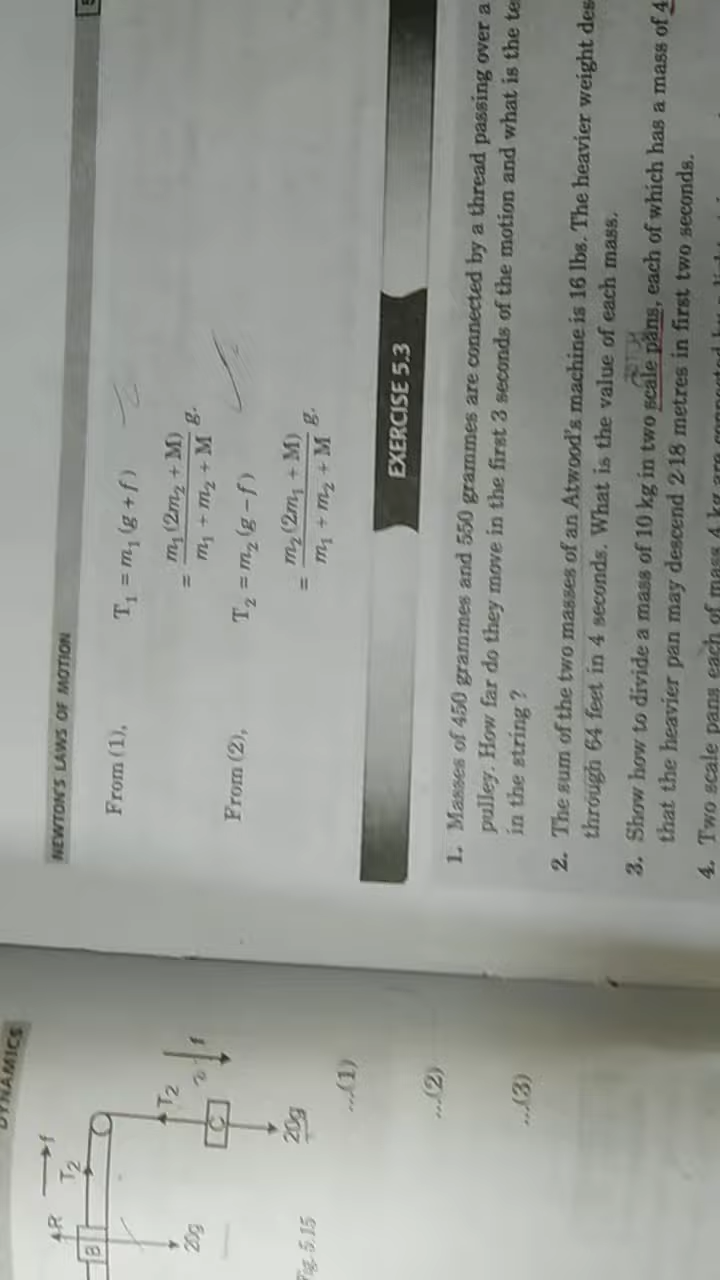 DYNAMICS
R
f
T2
B
20g
T2
f
C
20g
Fig. 5.15
...(1)
...(2)
...(3)
NEWTON'S LAWS OF MOTION
From (1), T₁ = m₁ (g + f)
= m₁(2m₂ + M) / m₁ + m₂ + M g.
From (2), T₂ = m₂ (g – f)
= m₂(2m₁ + M) / m₁ + m₂ + M g.
EXERCISE 5.3
1. Masses of 450 grammes and 550 grammes are connected by a thread passing over a
pulley. How far do they move in the first 3 seconds of the motion and what is the
in the string ?
2. The sum of the two masses of an Atwood's machine is 16 lbs. The heavier weight des
through 64 feet in 4 seconds. What is the value of each mass.
3. Show how to divide a mass of 10 kg in two scale pans, each of which has a mass of 4
that the heavier pan may descend 2·18 metres in first two seconds.
4. Two scale pans each of mass 4 kg are connected